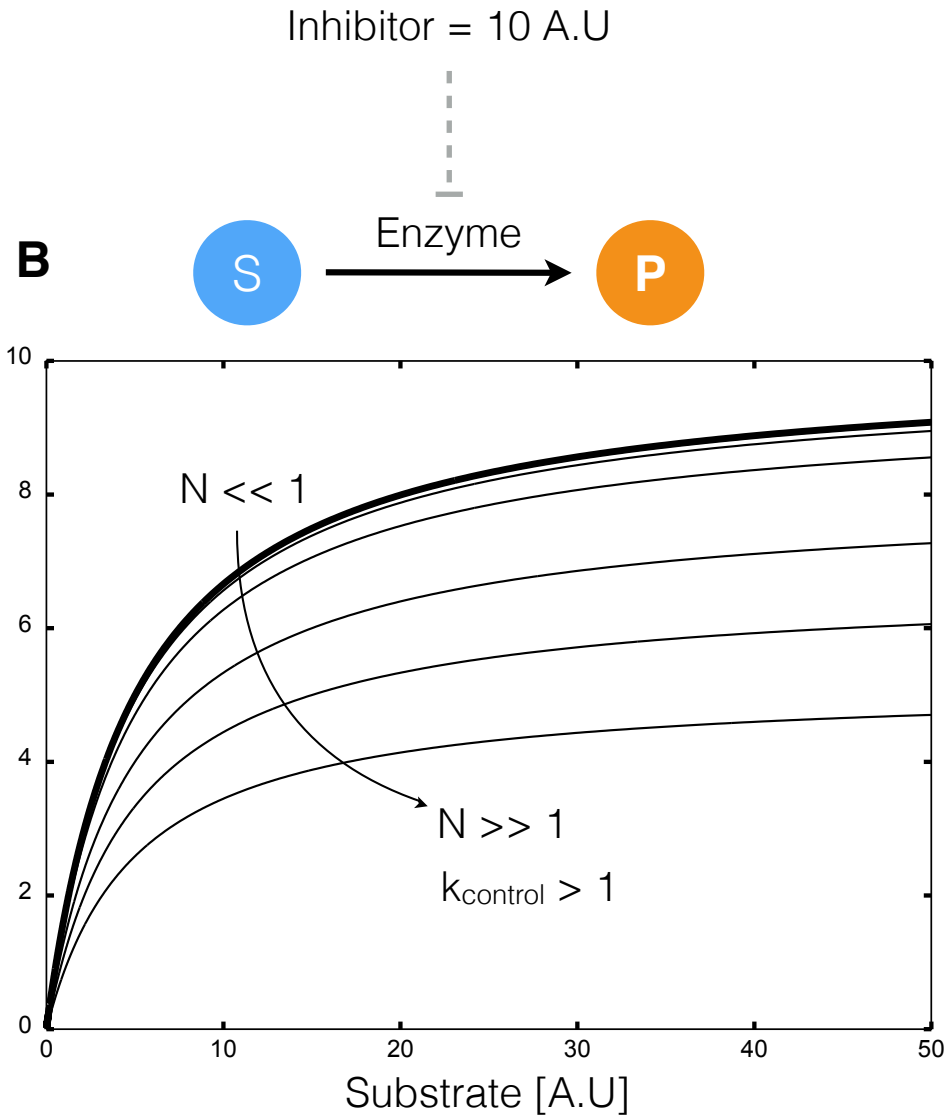 Inhibitor = 10 A.U
Enzyme
B
S
P
10
8
6
4
2
0
N << 1
N >> 1
kcontrol > 1
0
10
20
30
40
50
Substrate [A.U]